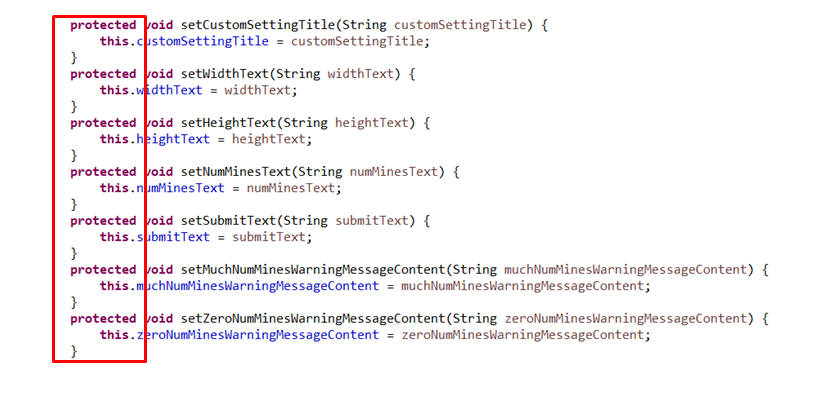 protected void setCustomSettingTitle(String customSettingTitle) {
this.customSettingTitle = customSettingTitle;
}
protected void setWidthText(String widthText) {
this.widthText = widthText;
}
protected void setHeightText(String heightText) {
this.heightText = heightText;
}
protected void setNumMinesText(String numMinesText) {
this.numMinesText = numMinesText;
}
protected void setSubmitText(String submitText) {
this.submitText = submitText;
}
protected void setMuchNumMinesWarningMessageContent(String muchNumMinesWarningMessageContent) {
this.muchNumMinesWarningMessageContent = muchNumMinesWarningMessageContent;
}
protected void setZeroNumMinesWarningMessageContent(String zeroNumMinesWarningMessageContent) {
this.zeroNumMinesWarningMessageContent = zeroNumMinesWarningMessageContent;
}